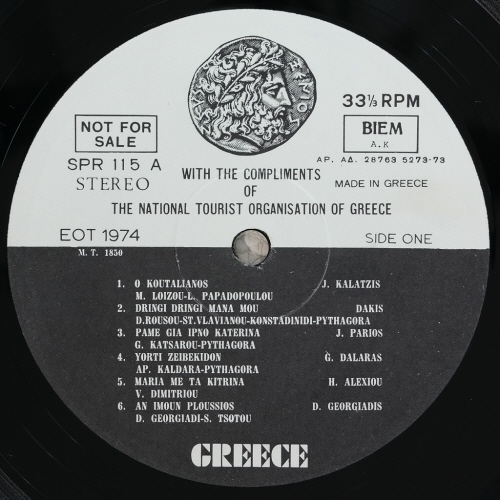 33⅓ RPM
NOT FOR
SALE
BIEM
A.K
SPR 115 A
STEREO
ΑΡ. ΑΔ. 28763 5273-73
MADE IN GREECE
WITH THE COMPLIMENTS
OF
THE NATIONAL TOURIST ORGANISATION OF GREECE
EOT 1974
SIDE ONE
M. T. 1850
1. O KOUTALIANOS J. KALATZIS
M. LOIZOU-L. PAPADOPOULOU
2. DRINGI DRINGI MANA MOU DAKIS
D.ROUSOU-ST.VLAVIANOU-KONSTADINIDI-PYTHAGORA
3. PAME GIA IPNO KATERINA J. PARIOS
G. KATSAROU-PYTHAGORA
4. YORTI ZEIBEKIDON G. DALARAS
AP. KALDARA-PYTHAGORA
5. MARIA ME TA KITRINA H. ALEXIOU
V. DIMITRIOU
6. AN IMOUN PLOUSSIOS D. GEORGIADIS
D. GEORGIADI-S. TSOTOU
GREECE